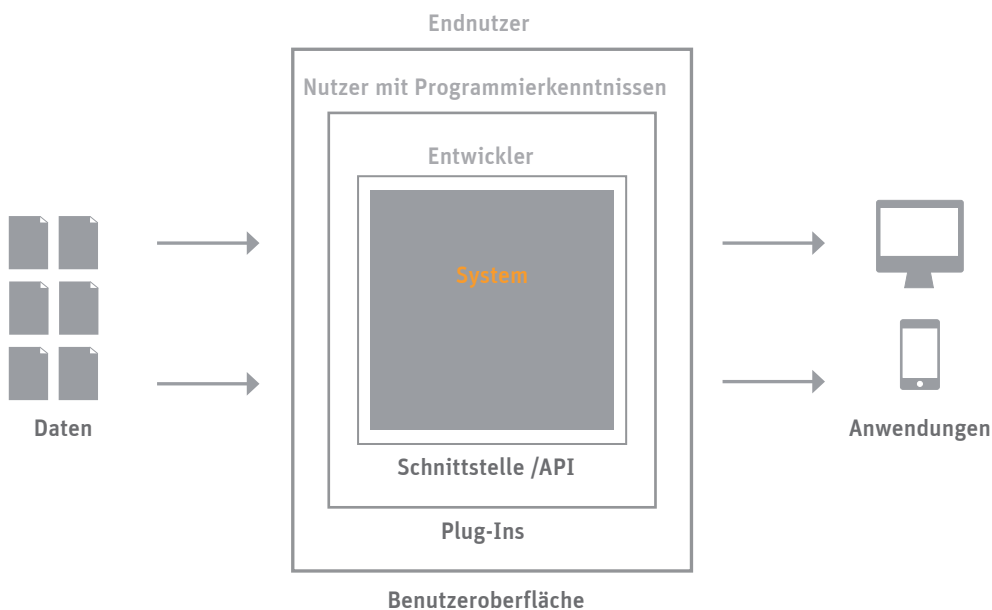 Endnutzer
Nutzer mit Programmierkenntnissen
Entwickler
System
Daten
Anwendungen
Schnittstelle /API
Plug-Ins
Benutzeroberfläche